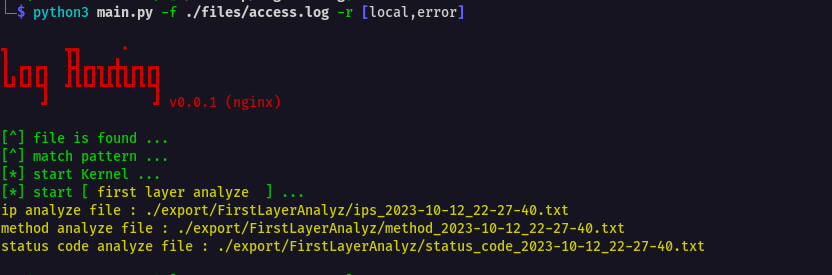 $ python3 main.py -f ./files/access.log -r [local,error]
Log Routing
v0.0.1 (nginx)
[^] file is found ...
[^] match pattern ...
[*] start Kernel ...
[*] start [ first layer analyze  ] ...
ip analyze file : ./export/FirstLayerAnalyz/ips_2023-10-12_22-27-40.txt
method analyze file : ./export/FirstLayerAnalyz/method_2023-10-12_22-27-40.txt
status code analyze file : ./export/FirstLayerAnalyz/status_code_2023-10-12_22-27-40.txt